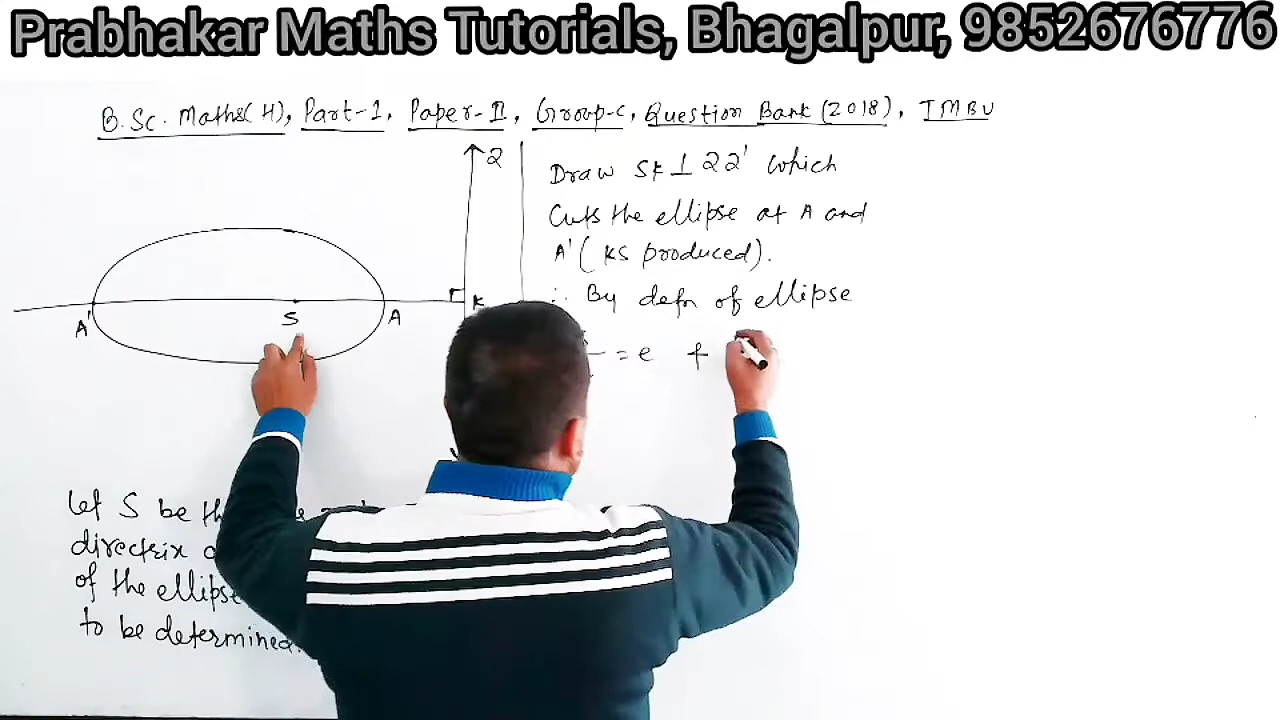 Prabhakar Maths Tutorials, Bhagalpur, 9852676776
B.Sc. Maths(H), Part-1, Paper-II, Group-C, Question Bank (2018), TMBU
Z
A'
S
A
K
Draw SK ⊥ ZZ' which
Cuts the ellipse at A and
A' (KS produced).
∴ By defn of ellipse
= e &
Let S be
directrix
of the ellipse
to be determined.